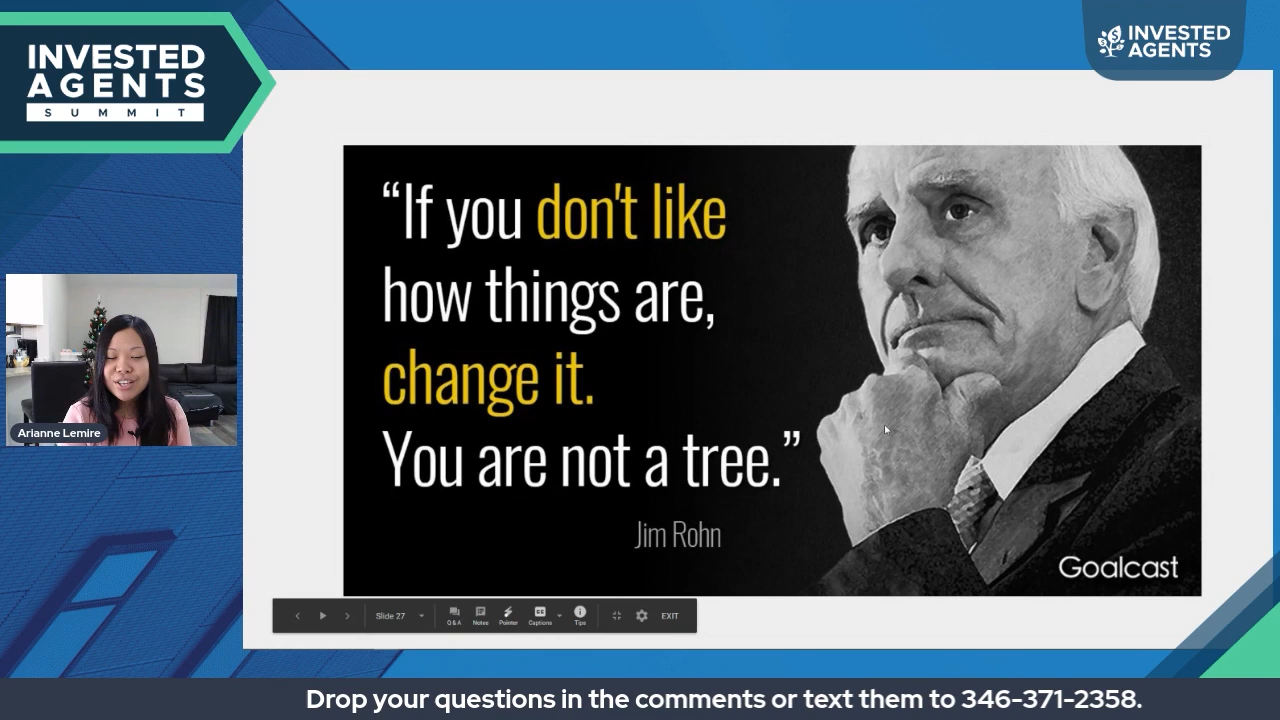 INVESTED
AGENTS
SUMMIT
INVESTED
AGENTS
“If you don't like
how things are,
change it.
You are not a tree.”
Jim Rohn
Goalcast
Arianne Lemire
Slide 27
Q & A
Notes
Pointer
CC
Captions
Tips
EXIT
Drop your questions in the comments or text them to 346-371-2358.